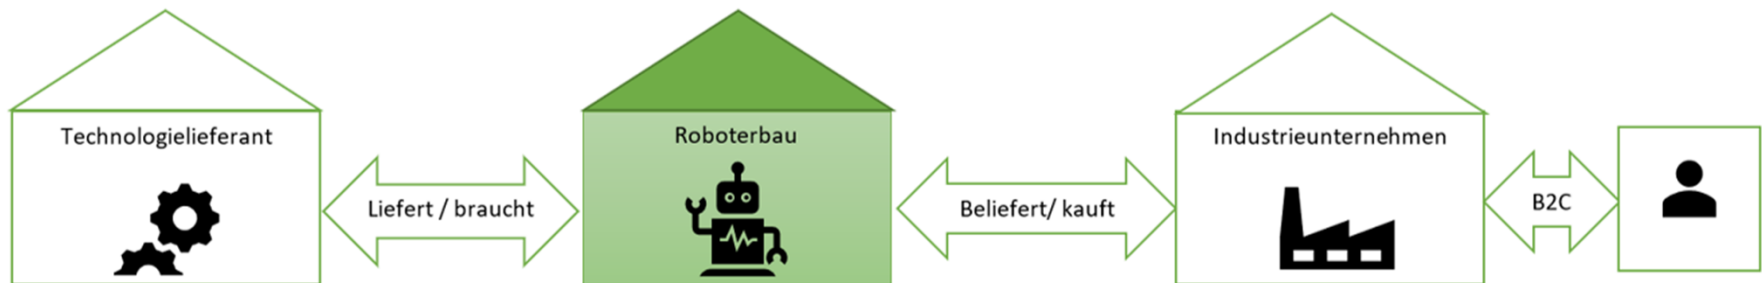 Technologielieferant
Liefert / braucht
Roboterbau
Beliefert/ kauft
Industrieunternehmen
B2C